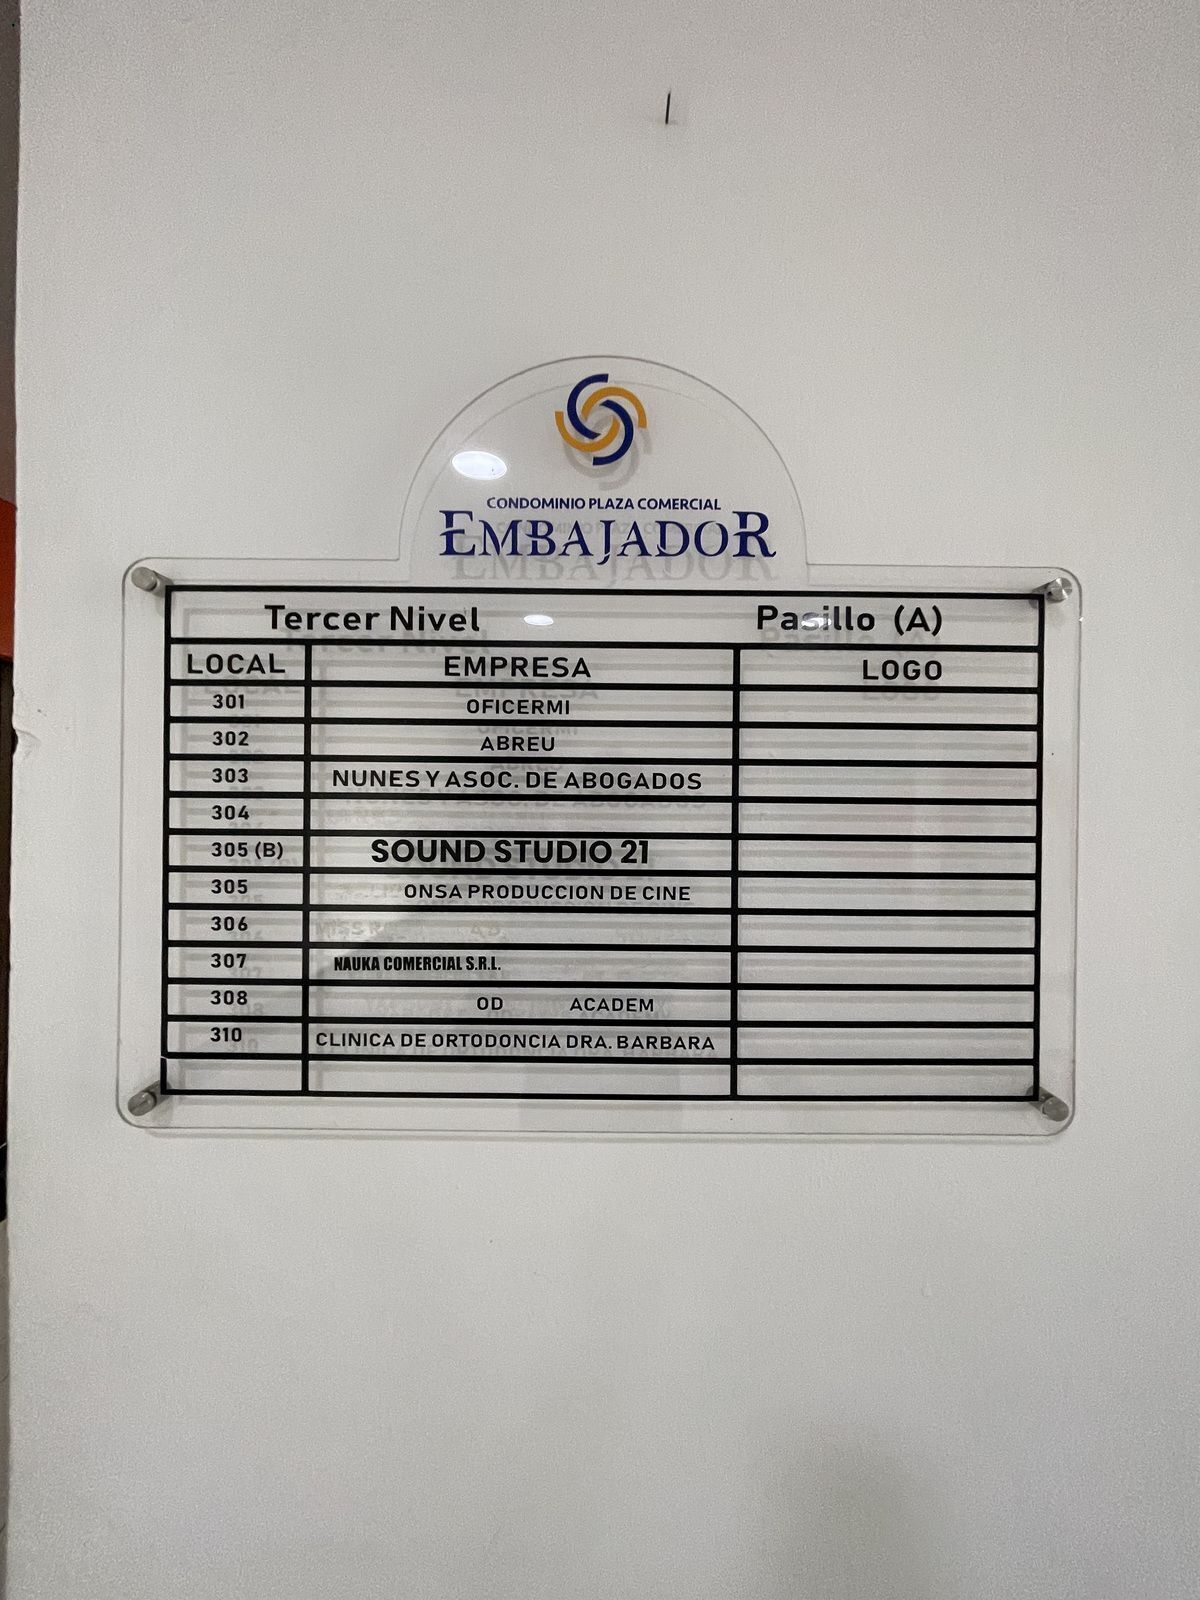 CONDOMINIO PLAZA COMERCIAL
EMBAJADOR
Tercer Nivel Pasillo (A)
LOCAL EMPRESA LOGO
301 OFICERMI
302 ABREU
303 NUNES Y ASOC. DE ABOGADOS
304
305 (B) SOUND STUDIO 21
305 ONSA PRODUCCION DE CINE
306
307 NAUKA COMERCIAL S.R.L.
308 OD ACADEM
310 CLINICA DE ORTODONCIA DRA. BARBARA